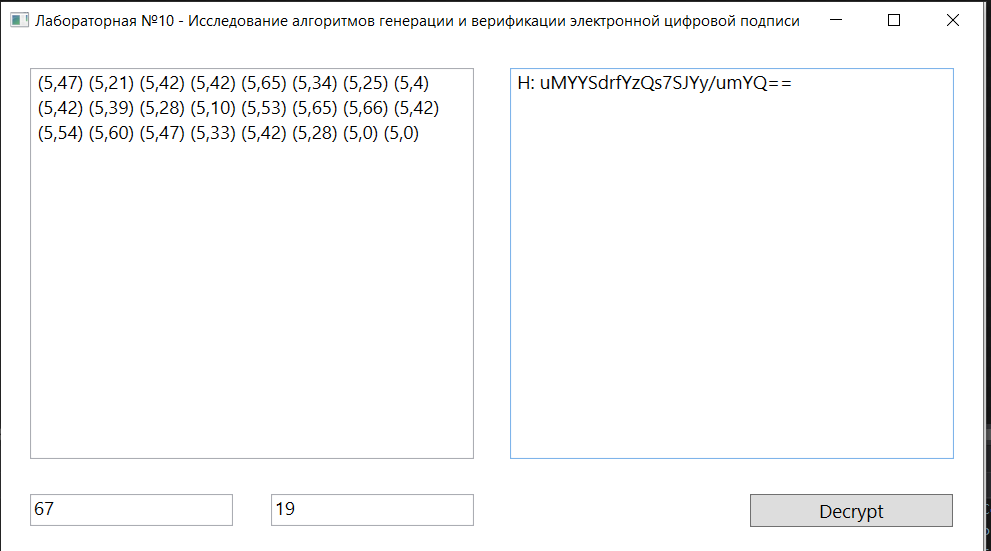 Лабораторная №10 - Исследование алгоритмов генерации и верификации электронной цифровой подписи
(5,47) (5,21) (5,42) (5,42) (5,65) (5,34) (5,25) (5,4)
(5,42) (5,39) (5,28) (5,10) (5,53) (5,65) (5,66) (5,42)
(5,54) (5,60) (5,47) (5,33) (5,42) (5,28) (5,0) (5,0)
H: uMYYSdrfYzQs7SJYy/umYQ==
67
19
Decrypt